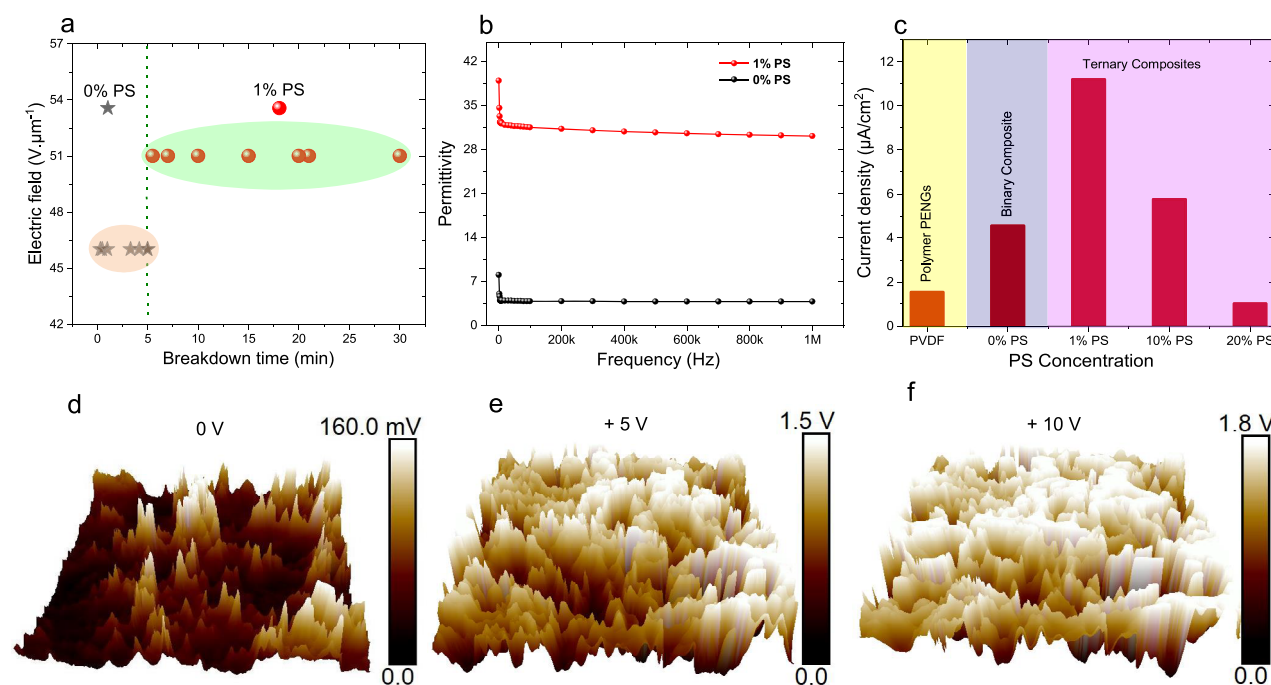 a
57
54
51
48
45
42
Electric field (V.μm⁻¹)
0% PS
1% PS
0
5
10
15
20
25
30
Breakdown time (min)
b
42
35
28
21
14
7
0
Permittivity
1% PS
0% PS
0
200k
400k
600k
800k
1M
Frequency (Hz)
c
12
10
8
6
4
2
0
Current density (μA/cm²)
Polymer PENGs
Binary Composite
Ternary Composites
PVDF
0% PS
1% PS
10% PS
20% PS
PS Concentration
d
0 V
160.0 mV
0.0
e
+ 5 V
1.5 V
0.0
f
+ 10 V
1.8 V
0.0